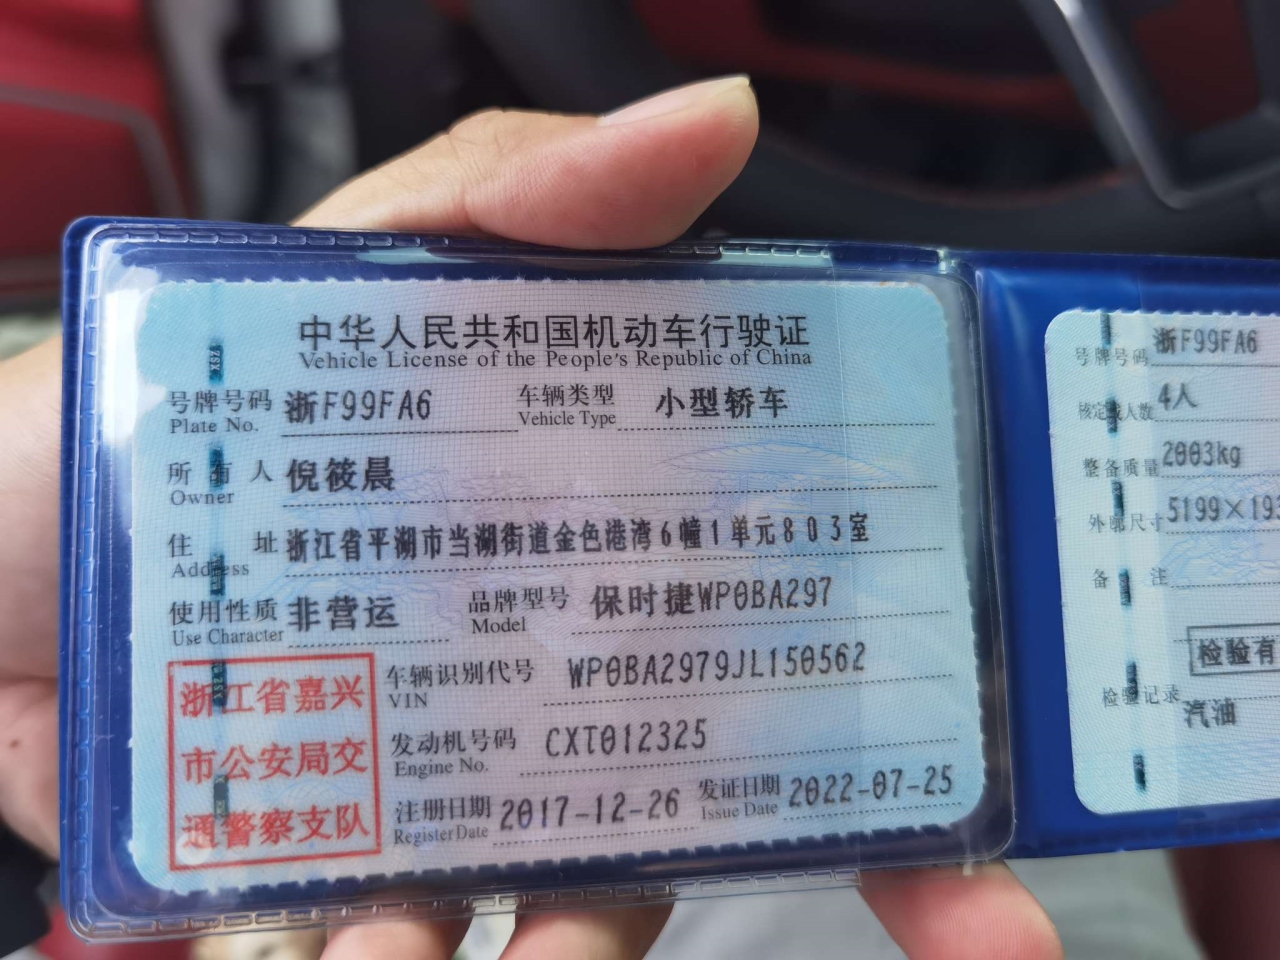 中华人民共和国机动车行驶证
Vehicle License of the People's Republic of China
号牌号码 浙F99FA6 车辆类型 小型轿车
Plate No. Vehicle Type
所有人 倪筱晨
Owner
住址 浙江省平湖市当湖街道金色港湾6幢1单元803室
Address
使用性质 非营运 品牌型号 保时捷WP0BA297
Use Character Model
浙江省嘉兴
市公安局交
通警察支队
车辆识别代号 WP0BA2979JL150562
VIN
发动机号码 CXT012325
Engine No.
注册日期 2017-12-26 发证日期 2022-07-25
Register Date Issue Date
号牌号码 浙F99FA6
核定载人数 4人
整备质量 2003kg
外廓尺寸 5199×193
备注
检验有
检验记录
汽油